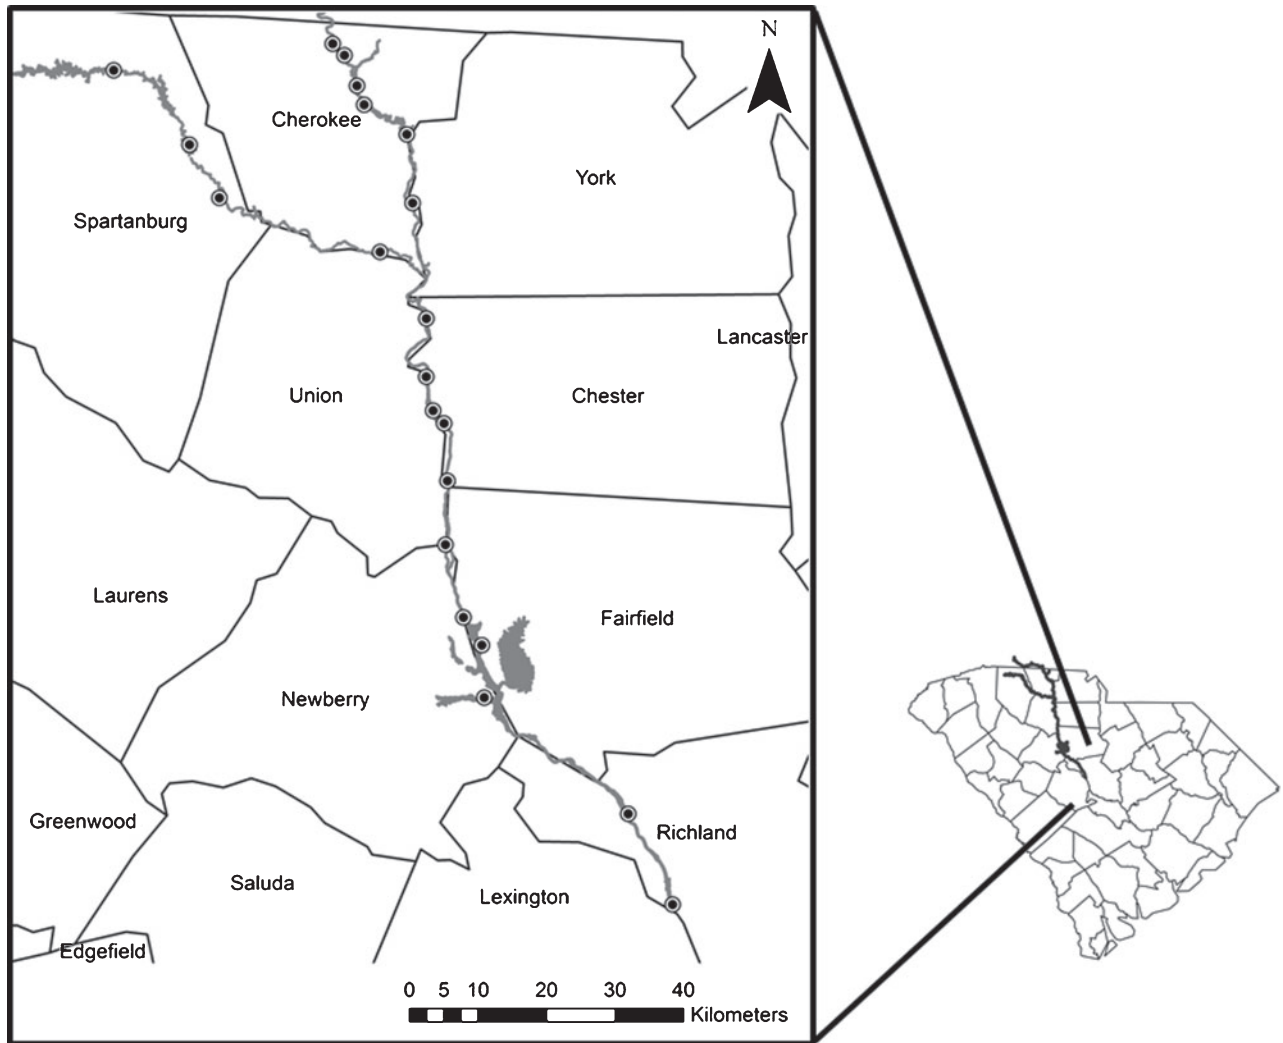 N
Cherokee
York
Spartanburg
Lancaster
Union
Chester
Laurens
Fairfield
Newberry
Greenwood
Richland
Saluda
Lexington
Edgefield
0 5 10 20 30 40
Kilometers